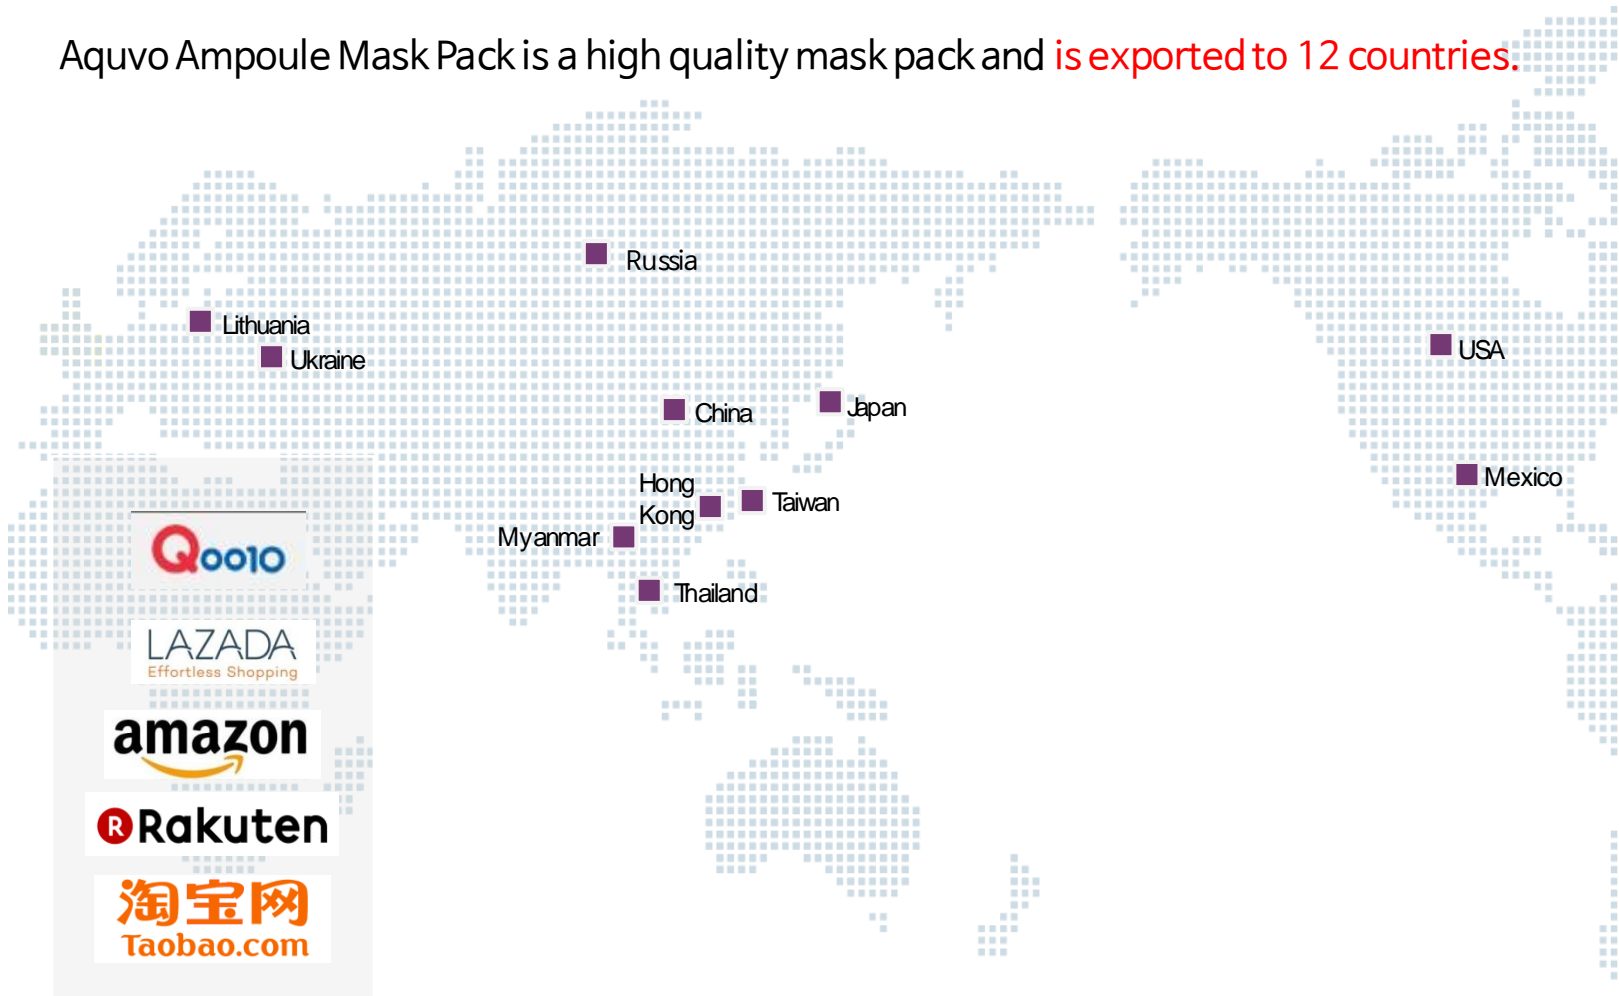 Aquvo Ampoule Mask Pack is a high quality mask pack and is exported to 12 countries.
Russia
Lithuania
Ukraine
USA
China
Japan
Mexico
Hong
Kong
Taiwan
Myanmar
Thailand
Qoo10
LAZADA
Effortless Shopping
amazon
R Rakuten
淘宝网
Taobao.com